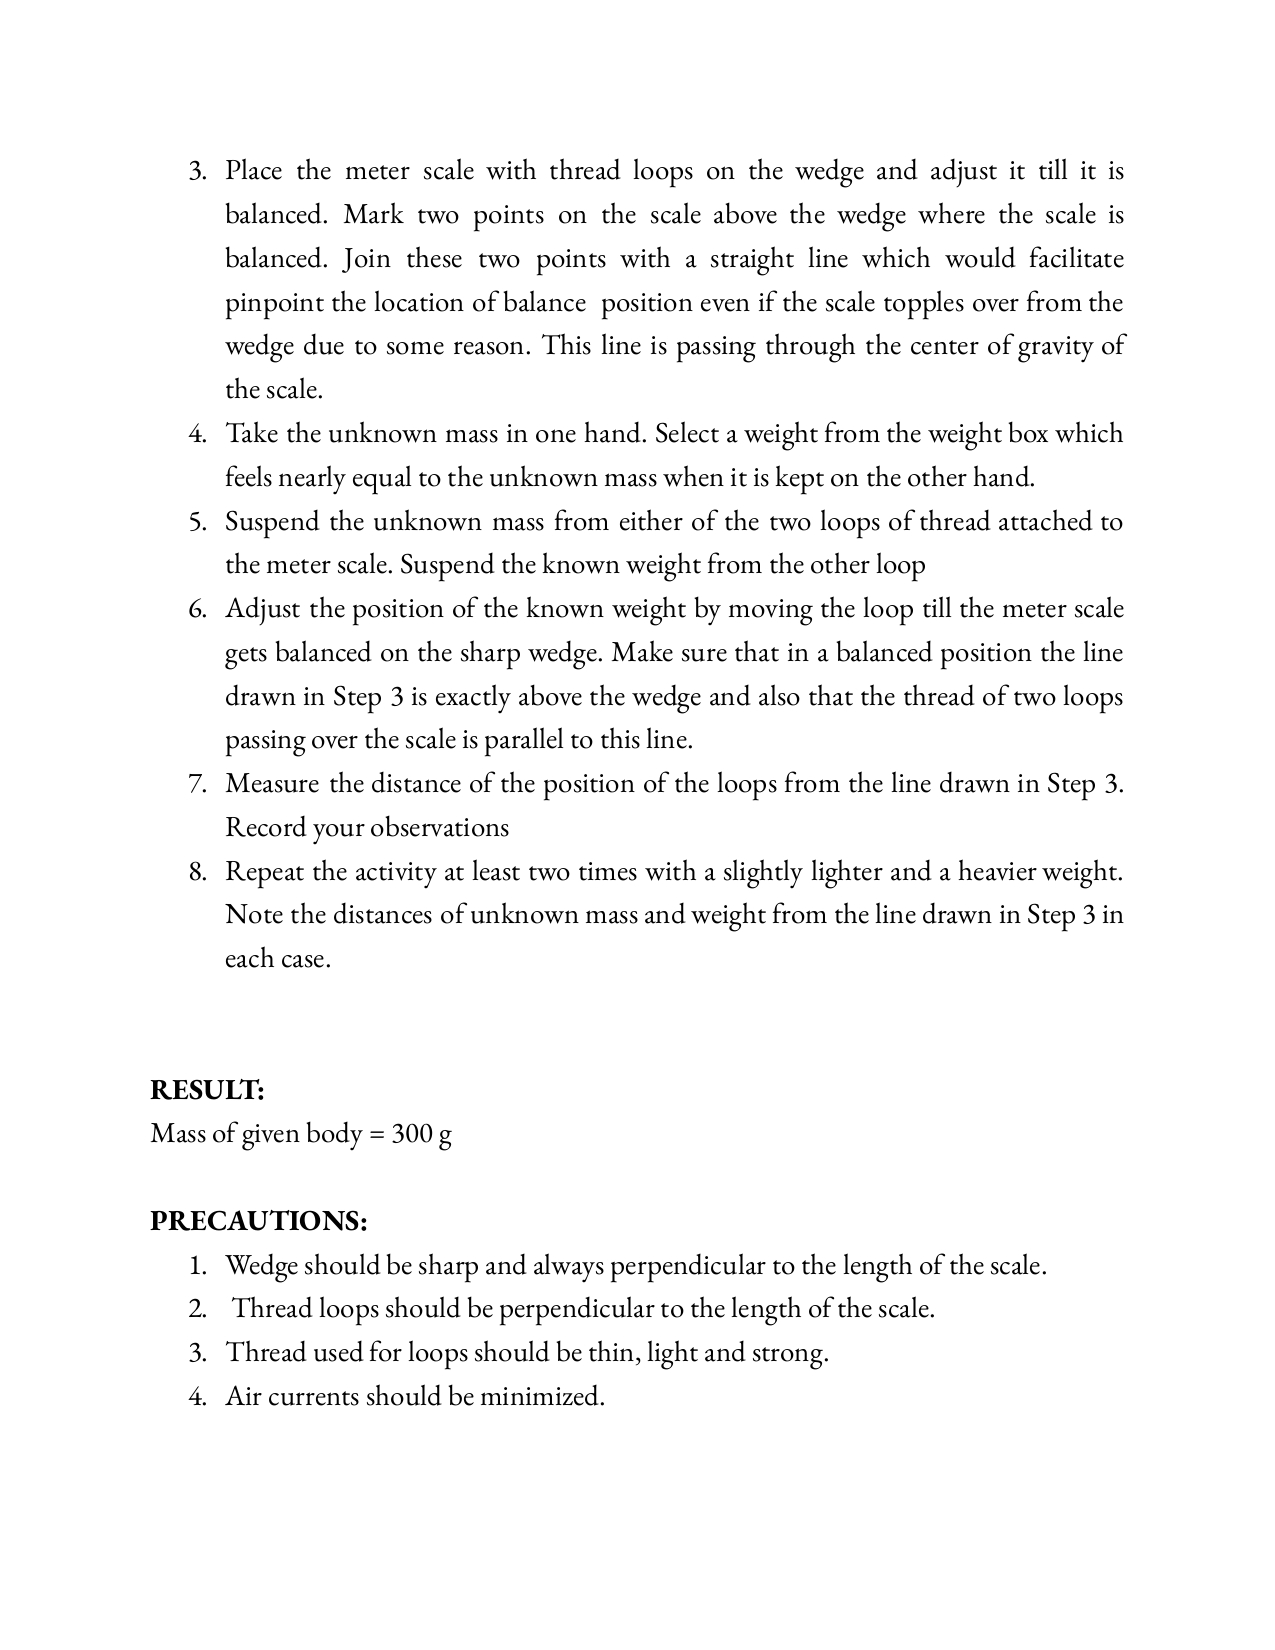 3. Place the meter scale with thread loops on the wedge and adjust it till it is
balanced. Mark two points on the scale above the wedge where the scale is
balanced. Join these two points with a straight line which would facilitate
pinpoint the location of balance  position even if the scale topples over from the
wedge due to some reason. This line is passing through the center of gravity of
the scale.
4. Take the unknown mass in one hand. Select a weight from the weight box which
feels nearly equal to the unknown mass when it is kept on the other hand.
5. Suspend the unknown mass from either of the two loops of thread attached to
the meter scale. Suspend the known weight from the other loop
6. Adjust the position of the known weight by moving the loop till the meter scale
gets balanced on the sharp wedge. Make sure that in a balanced position the line
drawn in Step 3 is exactly above the wedge and also that the thread of two loops
passing over the scale is parallel to this line.
7. Measure the distance of the position of the loops from the line drawn in Step 3.
Record your observations
8. Repeat the activity at least two times with a slightly lighter and a heavier weight.
Note the distances of unknown mass and weight from the line drawn in Step 3 in
each case.
RESULT:
Mass of given body = 300 g
PRECAUTIONS:
1. Wedge should be sharp and always perpendicular to the length of the scale.
2. Thread loops should be perpendicular to the length of the scale.
3. Thread used for loops should be thin, light and strong.
4. Air currents should be minimized.